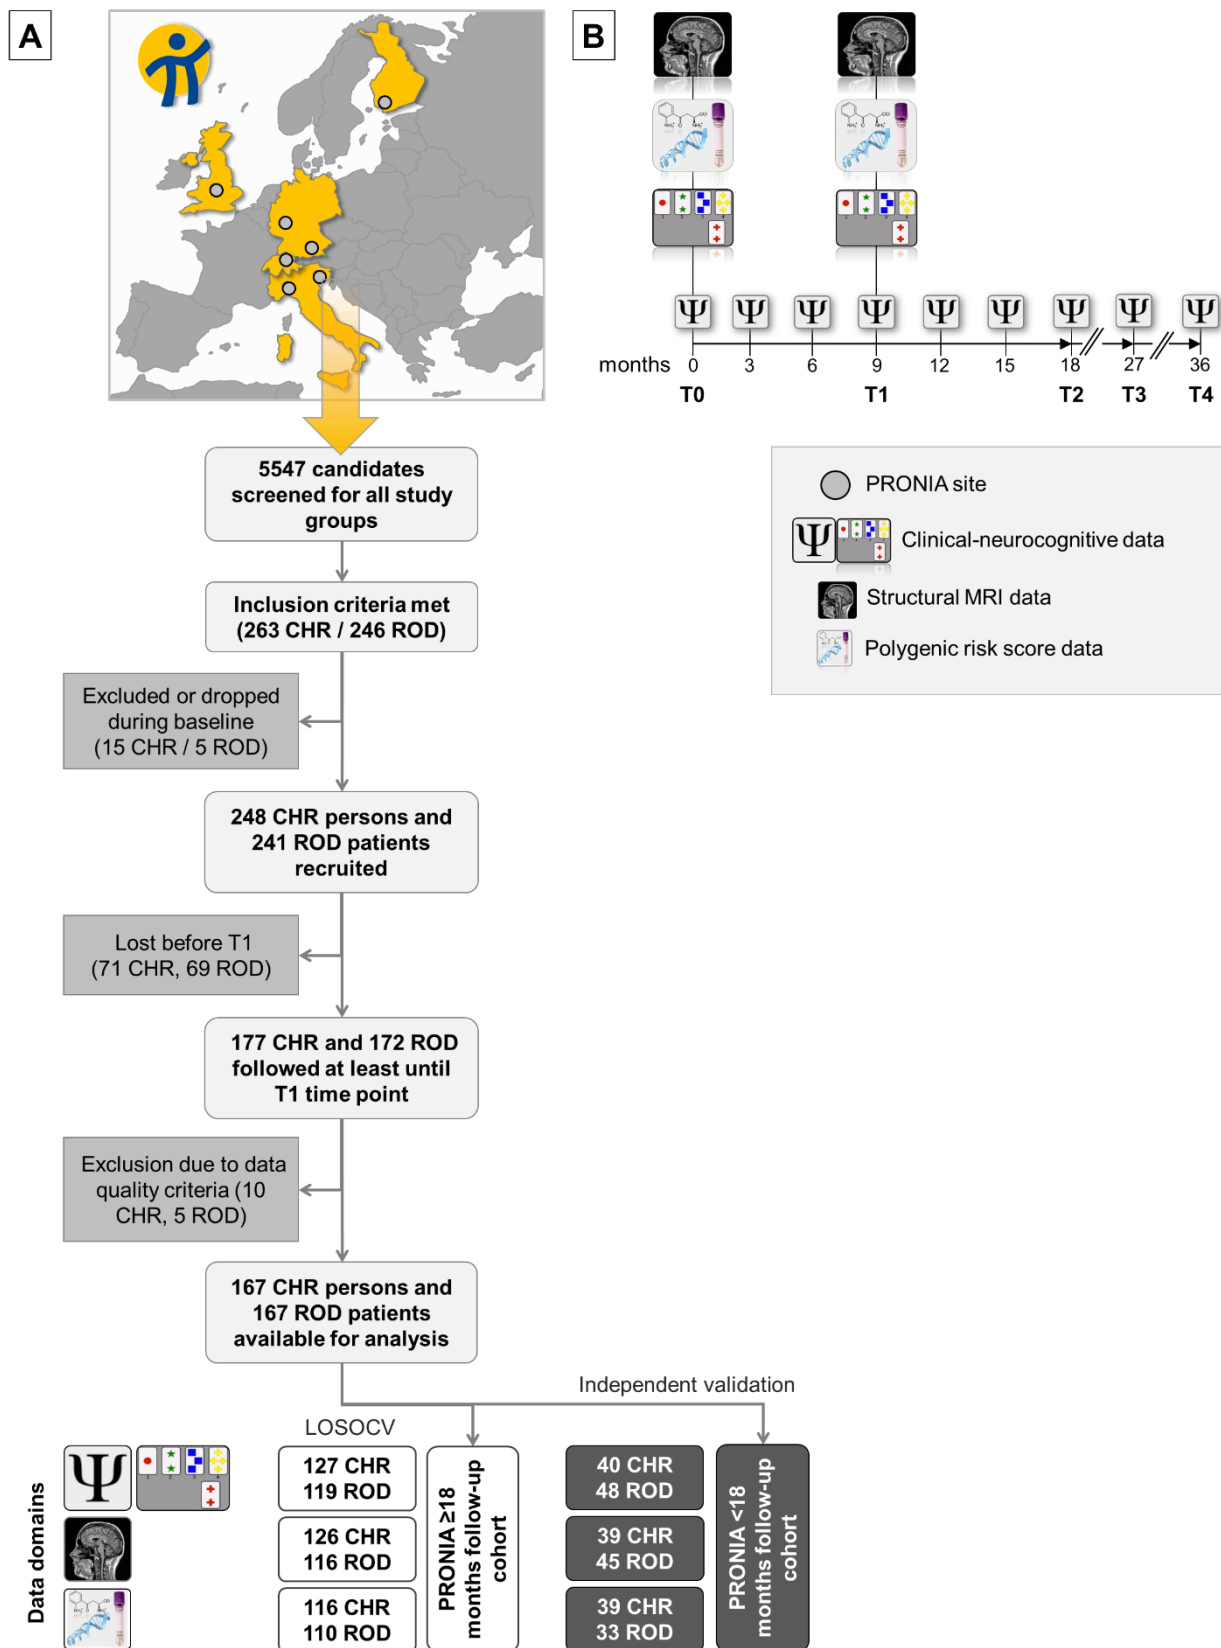 A
B
Ψ Ψ Ψ Ψ Ψ Ψ Ψ Ψ Ψ
months 0 3 6 9 12 15 18 27 36
T0 T1 T2 T3 T4
5547 candidates
screened for all study
groups
Inclusion criteria met
(263 CHR / 246 ROD)
Excluded or dropped
during baseline
(15 CHR / 5 ROD)
248 CHR persons and
241 ROD patients
recruited
Lost before T1
(71 CHR, 69 ROD)
177 CHR and 172 ROD
followed at least until
T1 time point
Exclusion due to data
quality criteria (10
CHR, 5 ROD)
167 CHR persons and
167 ROD patients
available for analysis
PRONIA site
Ψ
Clinical-neurocognitive data
Structural MRI data
Polygenic risk score data
Independent validation
LOSOCV
Data domains
Ψ
127 CHR
119 ROD
126 CHR
116 ROD
116 CHR
110 ROD
PRONIA ≥18
months follow-up
cohort
40 CHR
48 ROD
39 CHR
45 ROD
39 CHR
33 ROD
PRONIA <18
months follow-up
cohort